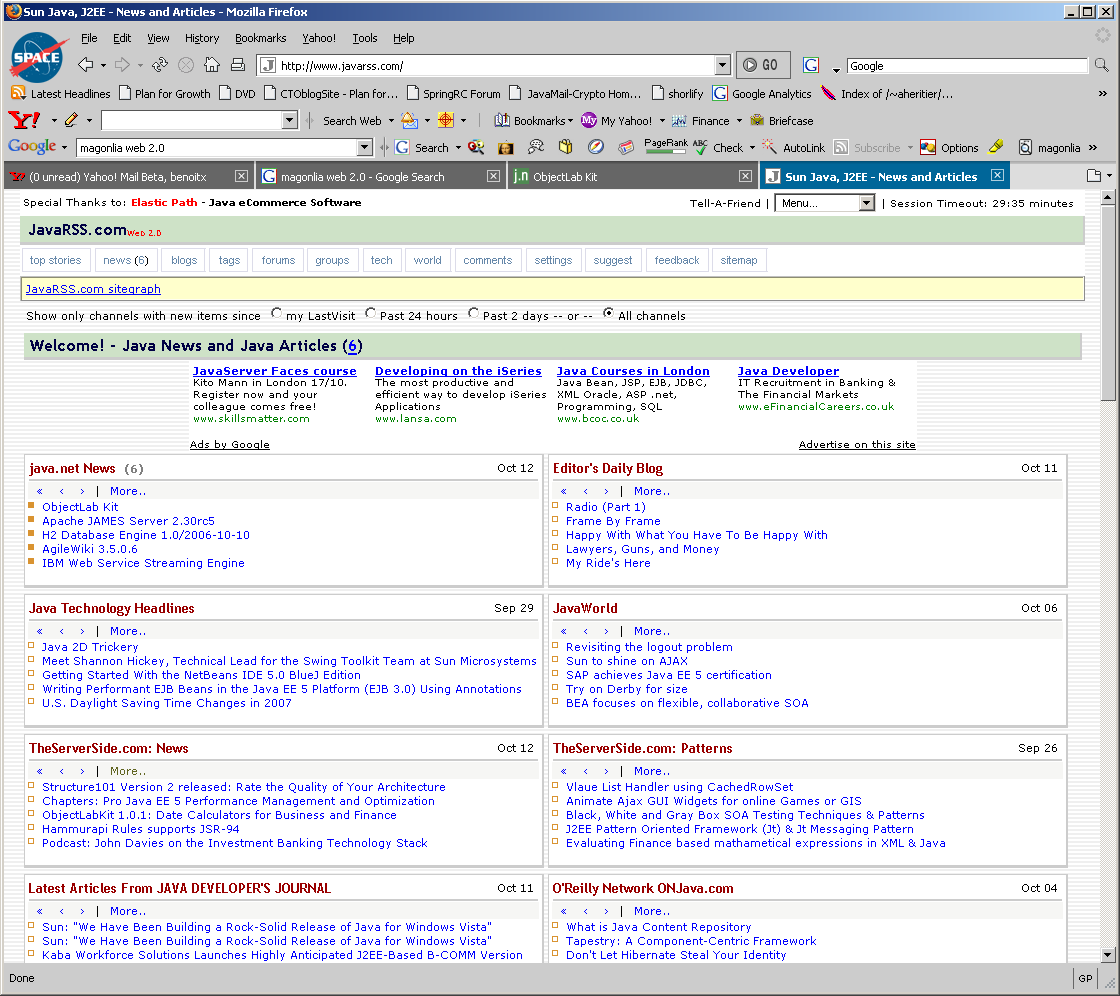 Sun Java, J2EE - News and Articles - Mozilla Firefox
File Edit View History Bookmarks Yahoo! Tools Help
SPACE
J http://www.javarss.com/ GO G Google
Latest Headlines Plan for Growth DVD CTOblogSite - Plan for... SpringRC Forum JavaMail-Crypto Hom... shorlify Google Analytics Index of /~aheritier/... »
Y! Search Web My Bookmarks My Yahoo! Finance Briefcase
Google magnolia web 2.0 G Search PageRank ABC Check AutoLink Subscribe Options magnolia »
(0 unread) Yahoo! Mail Beta, benoitx G magonlia web 2.0 - Google Search j.n ObjectLab Kit J Sun Java, J2EE - News and Articles
Special Thanks to: Elastic Path - Java eCommerce Software Tell-A-Friend | Menu... | Session Timeout: 29:35 minutes
JavaRSS.com Web 2.0
top stories news (6) blogs tags forums groups tech world comments settings suggest feedback sitemap
JavaRSS.com sitegraph
Show only channels with new items since my LastVisit Past 24 hours Past 2 days -- or -- All channels
Welcome! - Java News and Java Articles (6)
JavaServer Faces course
Kito Mann in London 17/10.
Register now and your
colleague comes free!
www.skillsmatter.com
Developing on the iSeries
The most productive and
efficient way to develop iSeries
Applications
www.lansa.com
Java Courses in London
Java Bean, JSP, EJB, JDBC,
XML Oracle, ASP .net,
Programming, SQL
www.bcoc.co.uk
Java Developer
IT Recruitment in Banking &
The Financial Markets
www.eFinancialCareers.co.uk
Ads by Google Advertise on this site
java.net News (6) Oct 12
« ‹ › | More..
ObjectLab Kit
Apache JAMES Server 2.30rc5
H2 Database Engine 1.0/2006-10-10
AgileWiki 3.5.0.6
IBM Web Service Streaming Engine
Editor's Daily Blog Oct 11
« ‹ › | More..
Radio (Part 1)
Frame By Frame
Happy With What You Have To Be Happy With
Lawyers, Guns, and Money
My Ride's Here
Java Technology Headlines Sep 29
« ‹ › | More..
Java 2D Trickery
Meet Shannon Hickey, Technical Lead for the Swing Toolkit Team at Sun Microsystems
Getting Started With the NetBeans IDE 5.0 BlueJ Edition
Writing Performant EJB Beans in the Java EE 5 Platform (EJB 3.0) Using Annotations
U.S. Daylight Saving Time Changes in 2007
JavaWorld Oct 06
« ‹ › | More..
Revisiting the logout problem
Sun to shine on AJAX
SAP achieves Java EE 5 certification
Try on Derby for size
BEA focuses on flexible, collaborative SOA
TheServerSide.com: News Oct 12
« ‹ › | More..
Structure101 Version 2 released: Rate the Quality of Your Architecture
Chapters: Pro Java EE 5 Performance Management and Optimization
ObjectLabKit 1.0.1: Date Calculators for Business and Finance
Hammurapi Rules supports JSR-94
Podcast: John Davies on the Investment Banking Technology Stack
TheServerSide.com: Patterns Sep 26
« ‹ › | More..
Vlaue List Handler using CachedRowSet
Animate Ajax GUI Widgets for online Games or GIS
Black, White and Gray Box SOA Testing Techniques & Patterns
J2EE Pattern Oriented Framework (Jt) & Jt Messaging Pattern
Evaluating Finance based mathametical expressions in XML & Java
Latest Articles From JAVA DEVELOPER'S JOURNAL Oct 11
« ‹ › | More..
Sun: "We Have Been Building a Rock-Solid Release of Java for Windows Vista"
Sun: "We Have Been Building a Rock-Solid Release of Java for Windows Vista"
Kaba Workforce Solutions Launches Highly Anticipated J2EE-Based B-COMM Version
O'Reilly Network ONJava.com Oct 04
« ‹ › | More..
What is Java Content Repository
Tapestry: A Component-Centric Framework
Don't Let Hibernate Steal Your Identity
Done GP